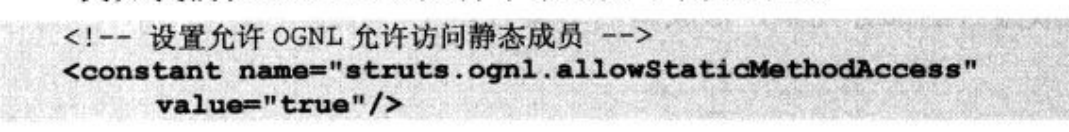 <!-- 设置允许 OGNL 允许访问静态成员 -->
<constant name="struts.ognl.allowStaticMethodAccess"
value="true"/>